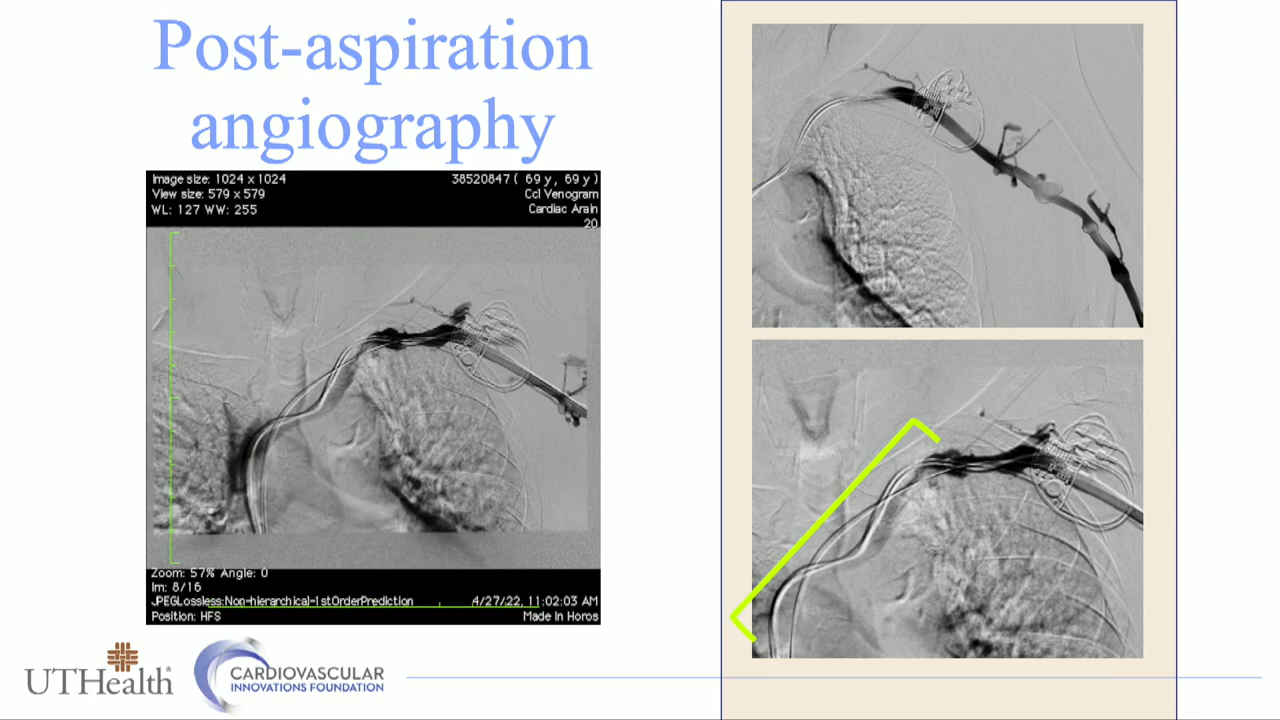 Post-aspiration
angiography
Image size: 1024 x 1024
38520847 ( 69 y , 69 y )
View size: 579 x 579
Ccl Venogram
WL: 127 WW: 255
Cardiac Arain
20
Zoom: 57% Angle: 0
Im: 8/16
JPEGLossless:Non-hierarchical-1stOrderPrediction
4/27/22, 11:02:03 AM
Position: HFS
Made In Horos
UTHealth®
CARDIOVASCULAR
INNOVATIONS FOUNDATION